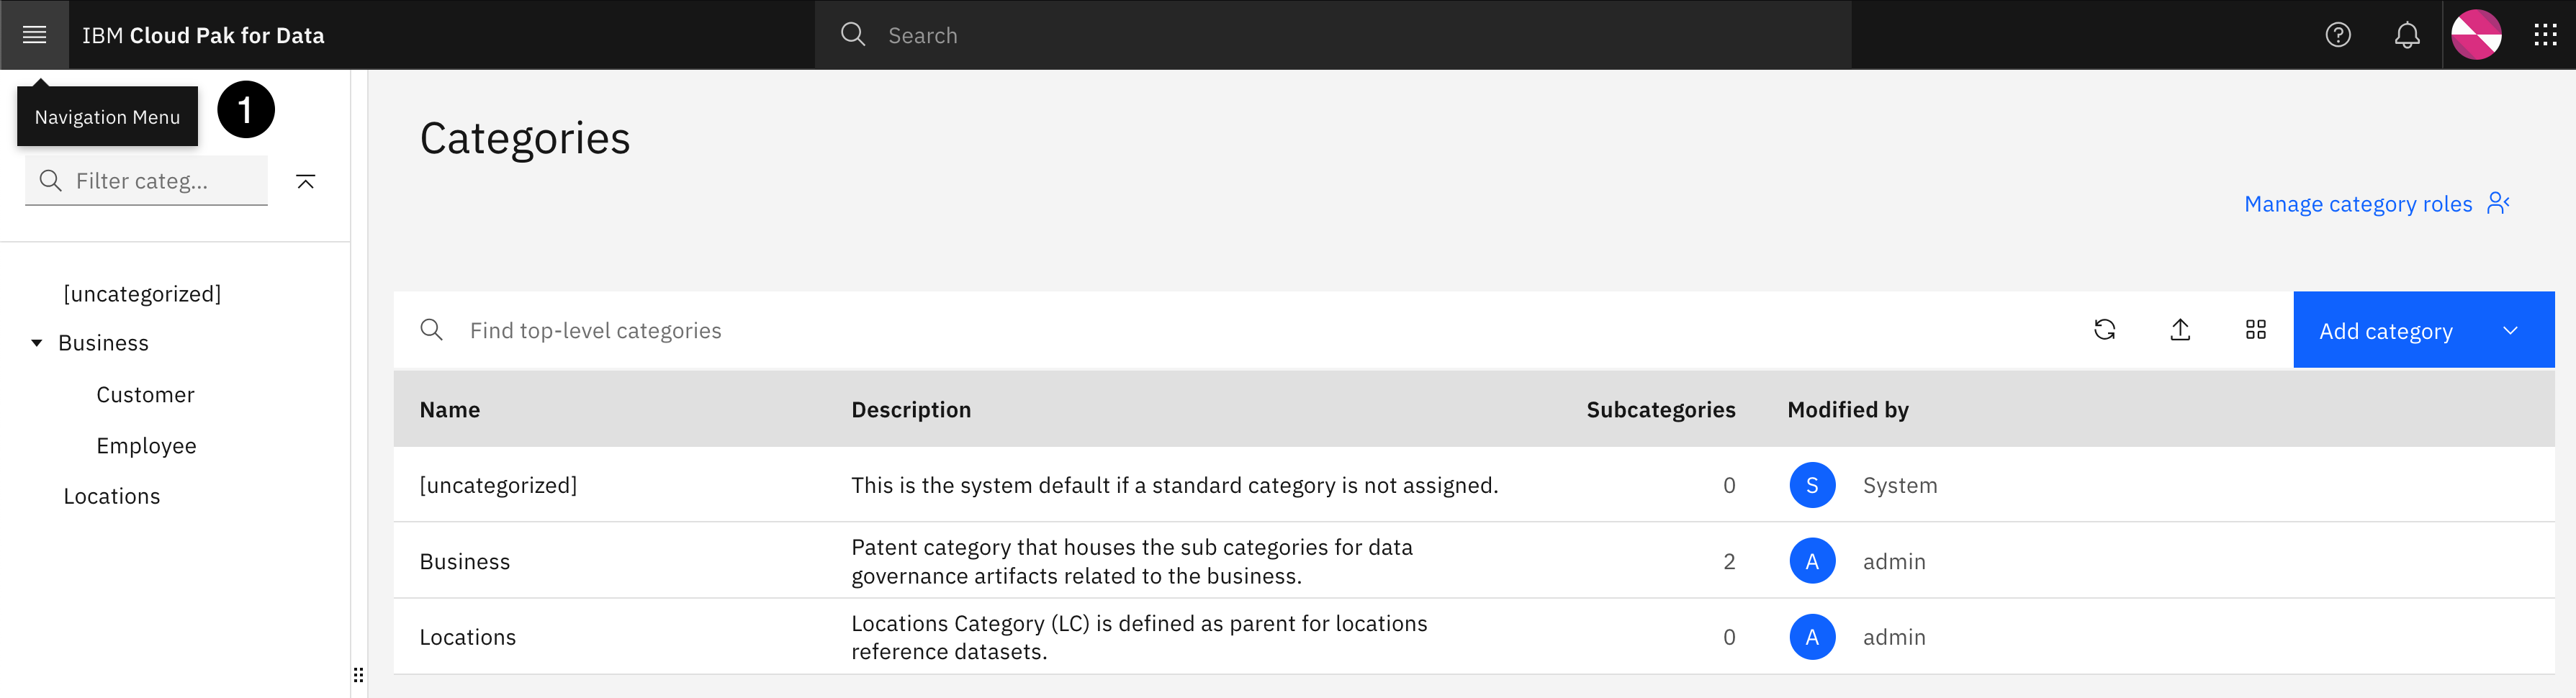 IBM Cloud Pak for Data
Search
Navigation Menu
1
Filter categ...
[uncategorized]
Business
Customer
Employee
Locations
Categories
Manage category roles
Find top-level categories
Add category
Name Description Subcategories Modified by
[uncategorized] This is the system default if a standard category is not assigned. 0 S System
Business Patent category that houses the sub categories for data
governance artifacts related to the business. 2 A admin
Locations Locations Category (LC) is defined as parent for locations
reference datasets. 0 A admin